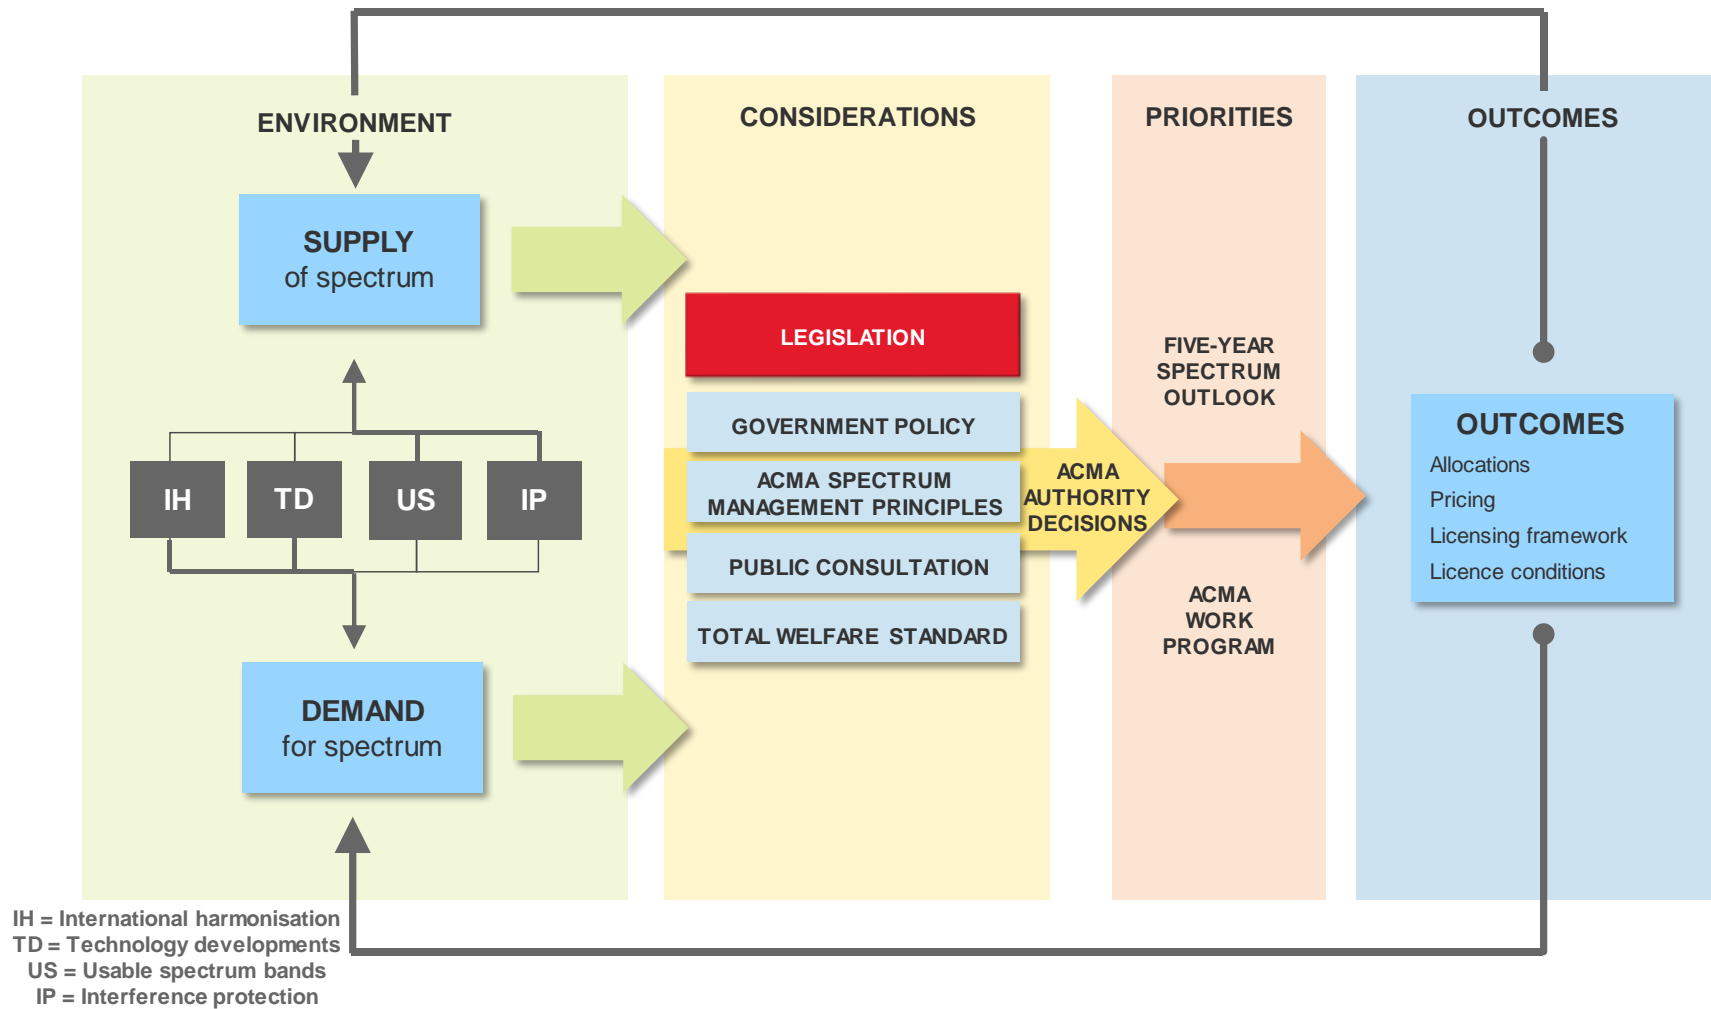 ENVIRONMENT
SUPPLY
of spectrum
IH
TD
US
IP
DEMAND
for spectrum
IH = International harmonisation
TD = Technology developments
US = Usable spectrum bands
IP = Interference protection
CONSIDERATIONS
LEGISLATION
GOVERNMENT POLICY
ACMA SPECTRUM
MANAGEMENT PRINCIPLES
PUBLIC CONSULTATION
TOTAL WELFARE STANDARD
ACMA
AUTHORITY
DECISIONS
PRIORITIES
FIVE-YEAR
SPECTRUM
OUTLOOK
ACMA
WORK
PROGRAM
OUTCOMES
OUTCOMES
Allocations
Pricing
Licensing framework
Licence conditions